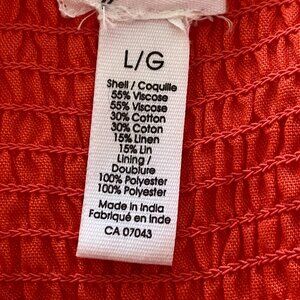 L/G
Shell / Coquille
55% Viscose
55% Viscose
30% Cotton
30% Coton
15% Linen
15% Lin
Lining /
Doublure
100% Polyester
100% Polyester
Made in India
Fabriqué en Inde
CA 07043